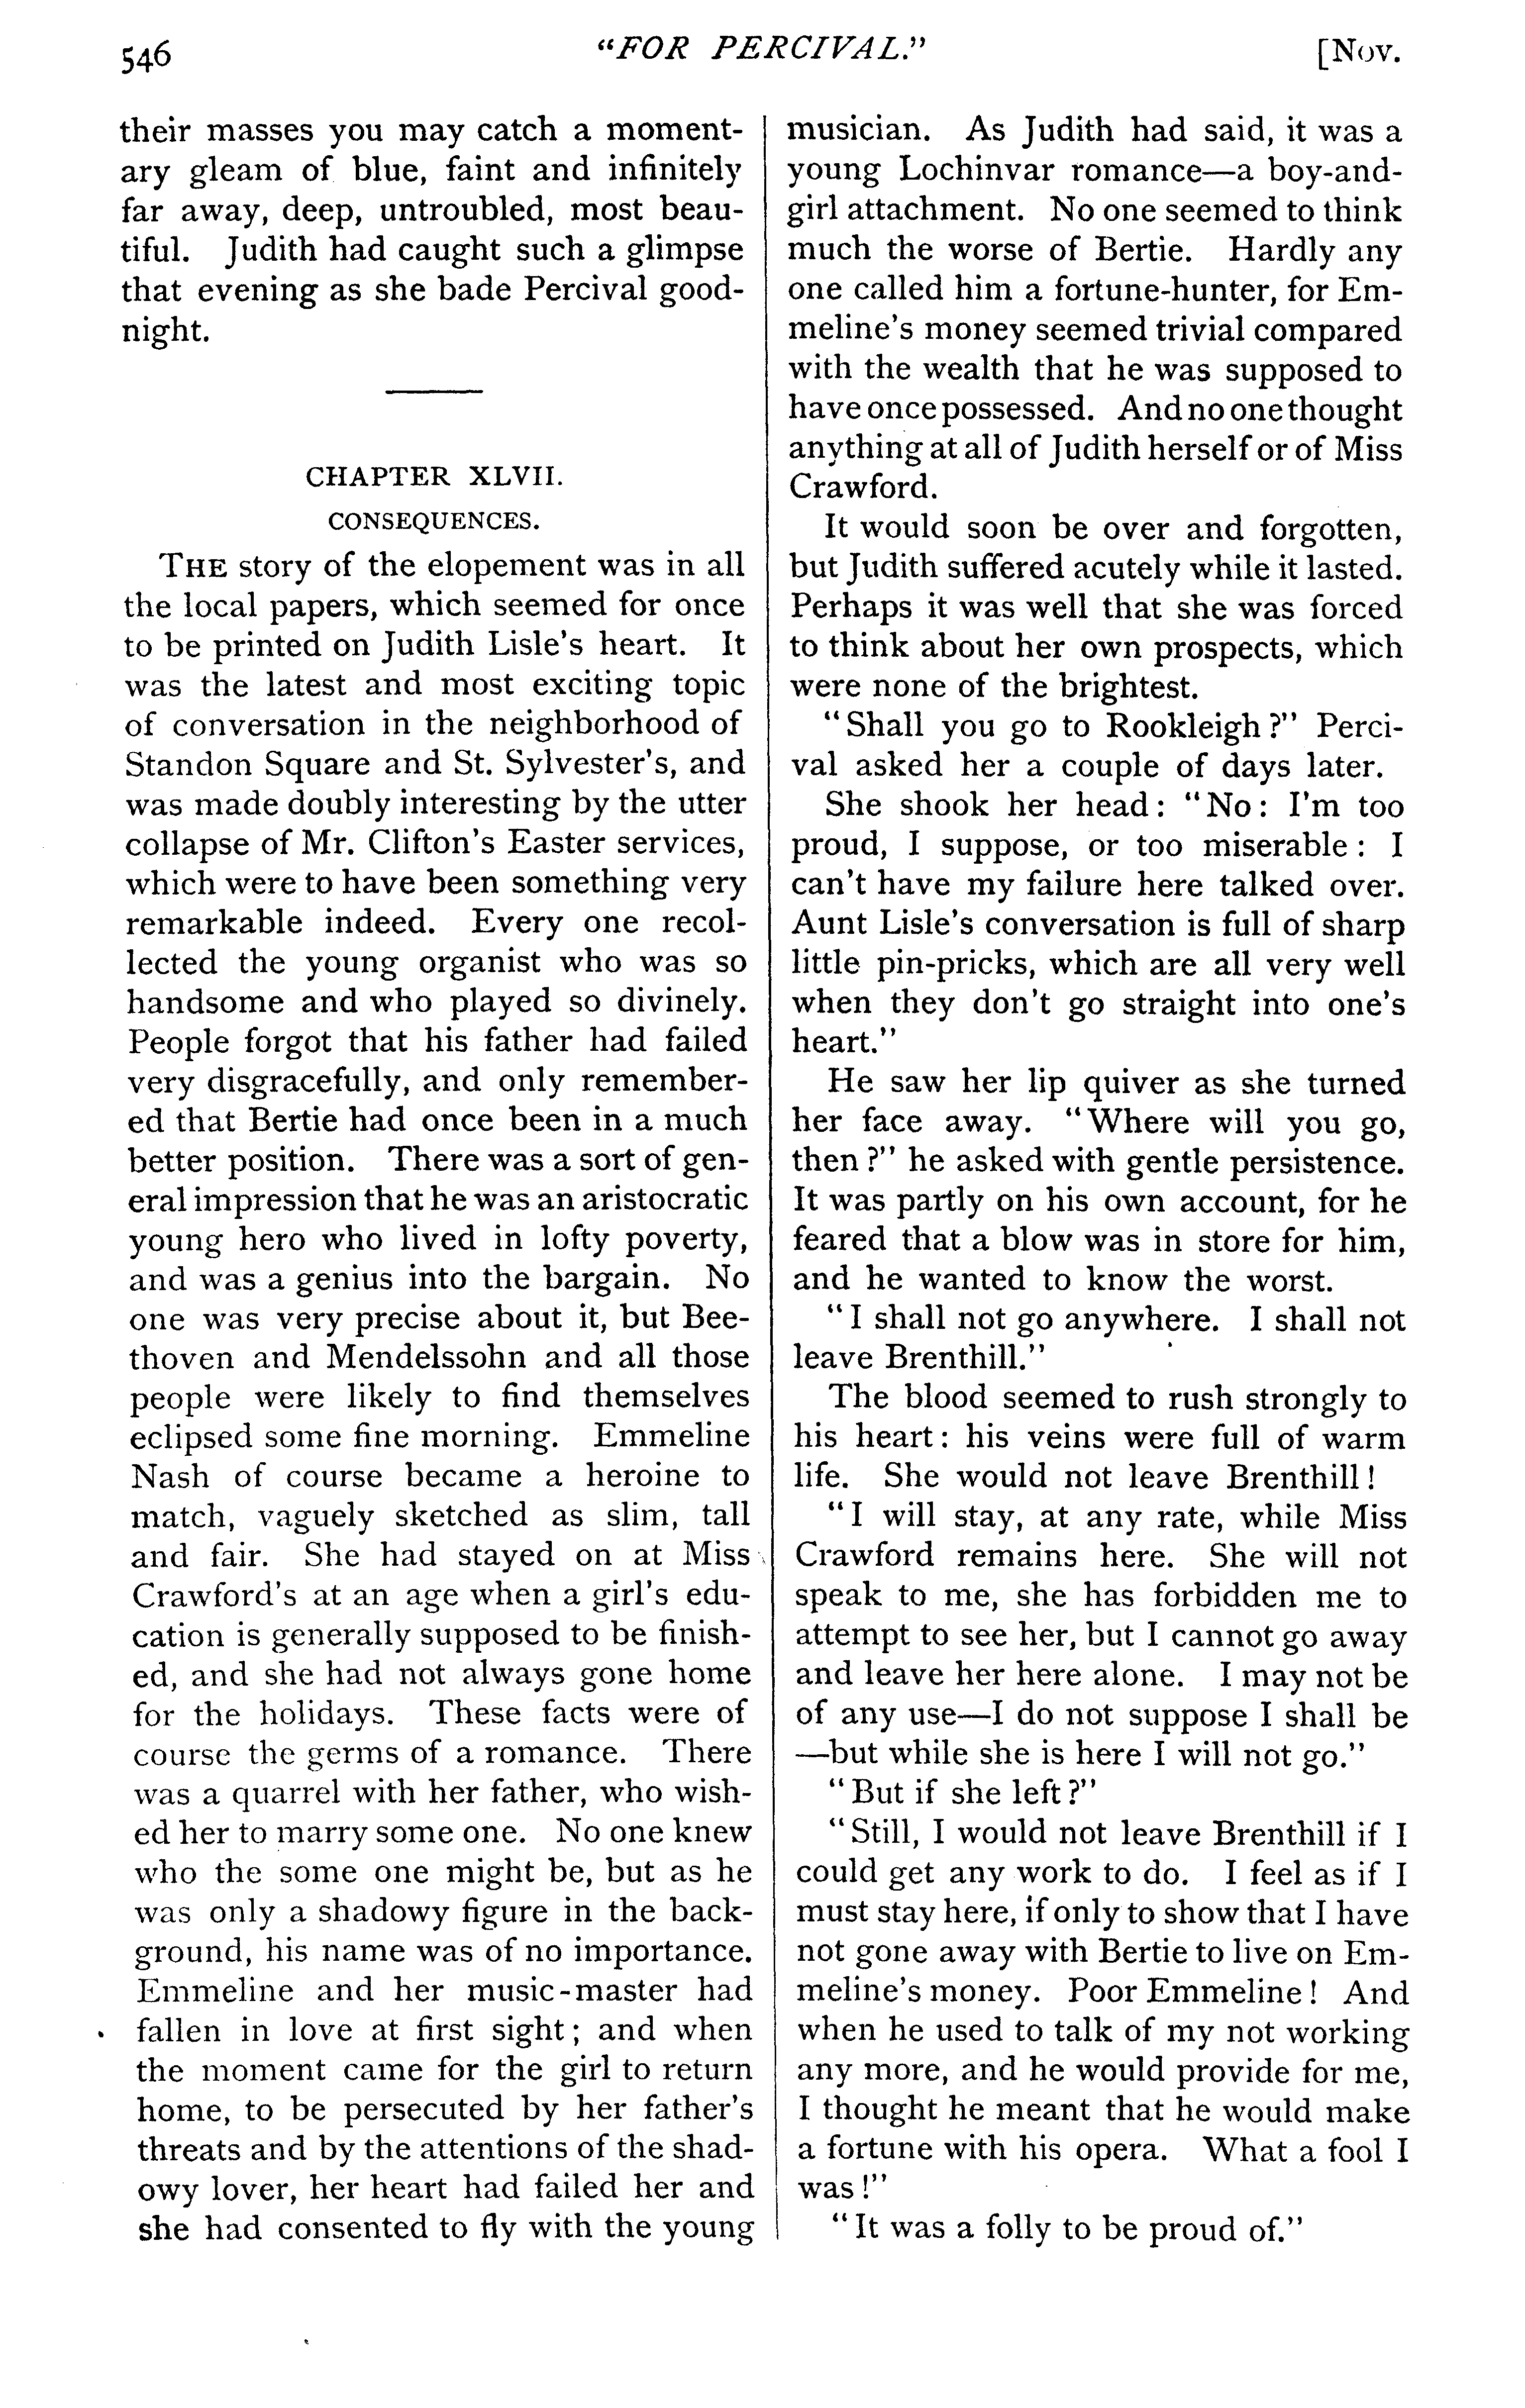 546
"FOR PERCIVAL."
[Nov.
their masses you may catch a moment-
ary gleam of blue, faint and infinitely
far away, deep, untroubled, most beau-
tiful. Judith had caught such a glimpse
that evening as she bade Percival good-
night.
CHAPTER XLVII.
CONSEQUENCES.
THE story of the elopement was in all
the local papers, which seemed for once
to be printed on Judith Lisle's heart. It
was the latest and most exciting topic
of conversation in the neighborhood of
Standon Square and St. Sylvester's, and
was made doubly interesting by the utter
collapse of Mr. Clifton's Easter services,
which were to have been something very
remarkable indeed. Every one recol-
lected the young organist who was so
handsome and who played so divinely.
People forgot that his father had failed
very disgracefully, and only remember-
ed that Bertie had once been in a much
better position. There was a sort of gen-
eral impression that he was an aristocratic
young hero who lived in lofty poverty,
and was a genius into the bargain. No
one was very precise about it, but Bee-
thoven and Mendelssohn and all those
people were likely to find themselves
eclipsed some fine morning. Emmeline
Nash of course became a heroine to
match, vaguely sketched as slim, tall
and fair. She had stayed on at Miss
Crawford's at an age when a girl's edu-
cation is generally supposed to be finish-
ed, and she had not always gone home
for the holidays. These facts were of
course the germs of a romance. There
was a quarrel with her father, who wish-
ed her to marry some one. No one knew
who the some one might be, but as he
was only a shadowy figure in the back-
ground, his name was of no importance.
Emmeline and her music-master had
fallen in love at first sight; and when
the moment came for the girl to return
home, to be persecuted by her father's
threats and by the attentions of the shad-
owy lover, her heart had failed her and
she had consented to fly with the young
musician. As Judith had said, it was a
young Lochinvar romance—a boy-and-
girl attachment. No one seemed to think
much the worse of Bertie. Hardly any
one called him a fortune-hunter, for Em-
meline's money seemed trivial compared
with the wealth that he was supposed to
have once possessed. And no one thought
anything at all of Judith herself or of Miss
Crawford.
It would soon be over and forgotten,
but Judith suffered acutely while it lasted.
Perhaps it was well that she was forced
to think about her own prospects, which
were none of the brightest.
"Shall you go to Rookleigh?" Perci-
val asked her a couple of days later.
She shook her head: "No: I'm too
proud, I suppose, or too miserable: I
can't have my failure here talked over.
Aunt Lisle's conversation is full of sharp
little pin-pricks, which are all very well
when they don't go straight into one's
heart."
He saw her lip quiver as she turned
her face away. "Where will you go,
then?" he asked with gentle persistence.
It was partly on his own account, for he
feared that a blow was in store for him,
and he wanted to know the worst.
"I shall not go anywhere. I shall not
leave Brenthill."
The blood seemed to rush strongly to
his heart: his veins were full of warm
life. She would not leave Brenthill!
"I will stay, at any rate, while Miss
Crawford remains here. She will not
speak to me, she has forbidden me to
attempt to see her, but I cannot go away
and leave her here alone. I may not be
of any use—I do not suppose I shall be
—but while she is here I will not go."
"But if she left?"
"Still, I would not leave Brenthill if I
could get any work to do. I feel as if I
must stay here, if only to show that I have
not gone away with Bertie to live on Em-
meline's money. Poor Emmeline! And
when he used to talk of my not working
any more, and he would provide for me,
I thought he meant that he would make
a fortune with his opera. What a fool I
was!"
"It was a folly to be proud of."